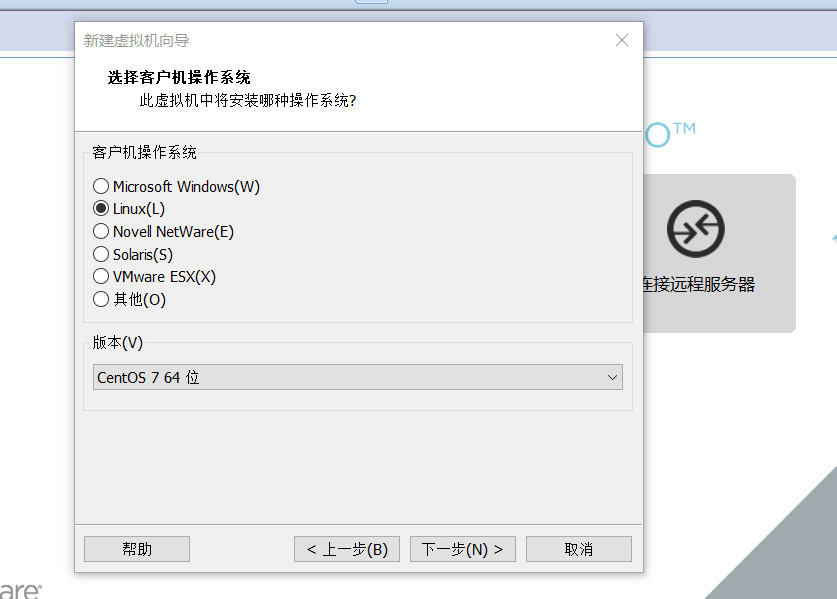 新建虚拟机向导
选择客户机操作系统
此虚拟机中将安装哪种操作系统?
O™
客户机操作系统
Microsoft Windows(W)
Linux(L)
Novell NetWare(E)
Solaris(S)
VMware ESX(X)
其他(O)
连接远程服务器
版本(V)
CentOS 7 64 位
帮助
< 上一步(B)
下一步(N) >
取消
are®